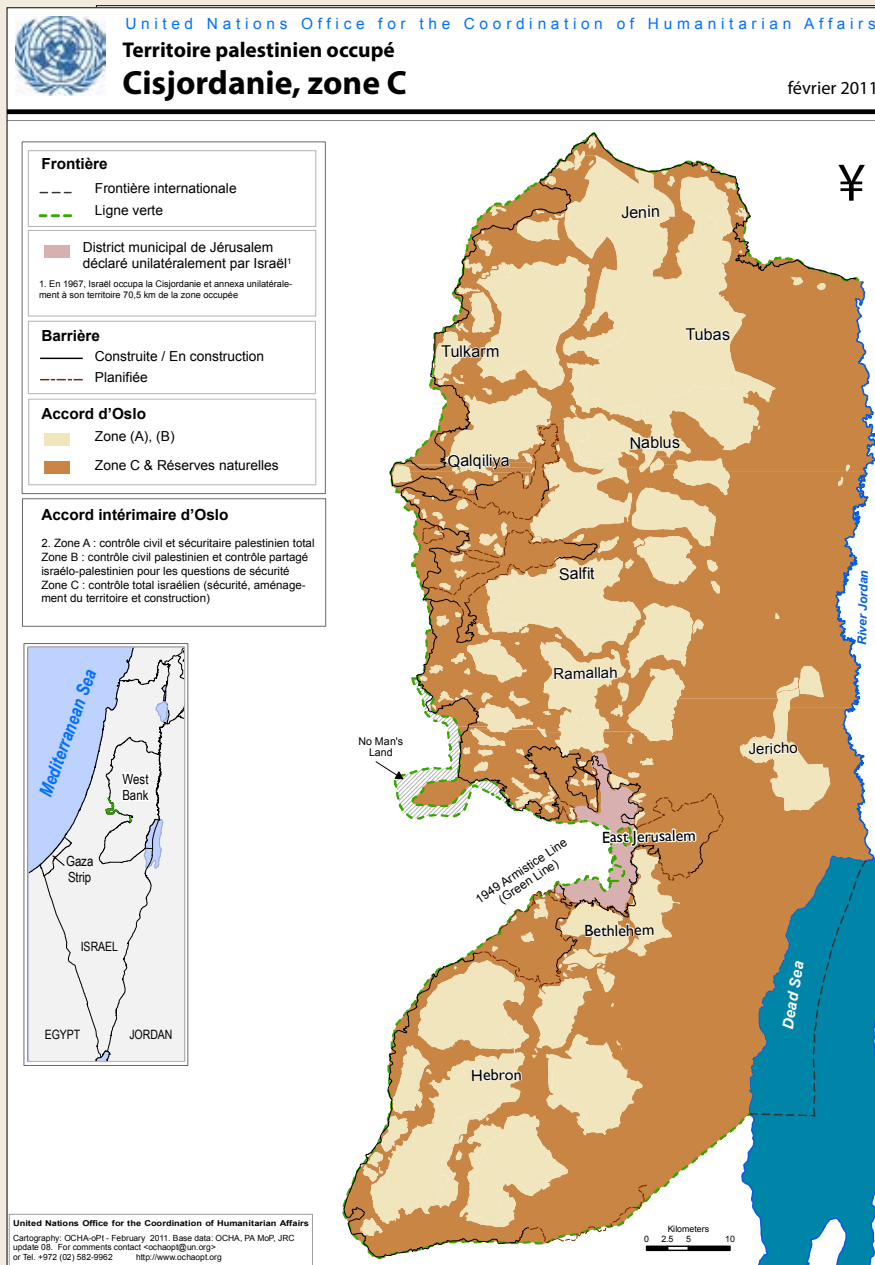 United Nations Office for the Coordination of Humanitarian Affairs
Territoire palestinien occupé
Cisjordanie, zone C
février 2011
Frontière
Frontière internationale
Ligne verte
District municipal de Jérusalem
déclaré unilatéralement par Israël¹
1. En 1967, Israël occupa la Cisjordanie et annexa unilatérale-
ment à son territoire 70,5 km de la zone occupée
Barrière
Construite / En construction
Planifiée
Accord d'Oslo
Zone (A), (B)
Zone C & Réserves naturelles
Accord intérimaire d'Oslo
2. Zone A : contrôle civil et sécuritaire palestinien total
Zone B : contrôle civil palestinien et contrôle partagé
israélo-palestinien pour les questions de sécurité
Zone C : contrôle total israélien (sécurité, aménage-
ment du territoire et construction)
Mediterranean Sea
West
Bank
Gaza
Strip
ISRAEL
EGYPT
JORDAN
¥
Jenin
Tubas
Tulkarm
Nablus
Qalqiliya
Salfit
River Jordan
Ramallah
No Man's
Land
Jericho
East Jerusalem
1949 Armistice Line
(Green Line)
Bethlehem
Dead Sea
Hebron
Kilometers
0 2.5 5 10
United Nations Office for the Coordination of Humanitarian Affairs
Cartography: OCHA-oPt - February 2011. Base data: OCHA, PA MoP, JRC
update 08. For comments contact <ochaopt@un.org>
or Tel. +972 (02) 582-9962 http://www.ochaopt.org